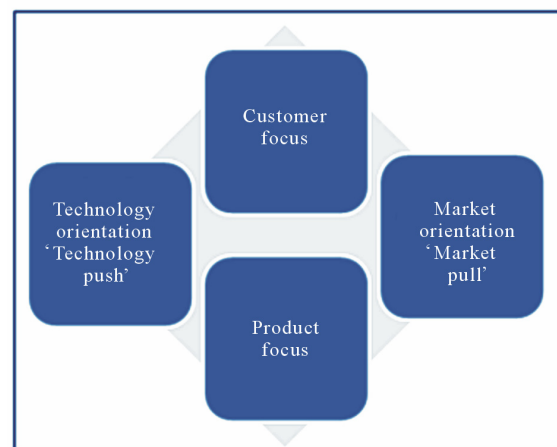 Customer
focus
Technology
orientation
‘Technology
push’
Market
orientation
‘Market
pull’
Product
focus